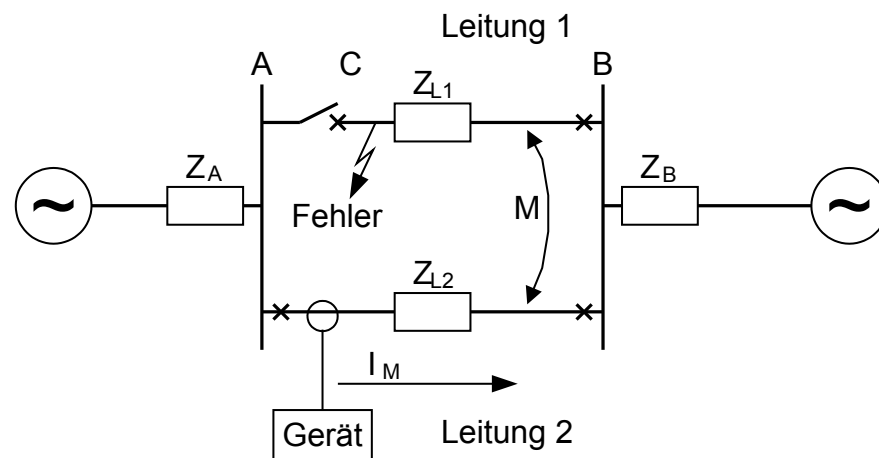 Leitung 1
A
C
B
Z_L1
Z_A
Z_B
~
~
Fehler
M
Z_L2
I_M
Gerät
Leitung 2